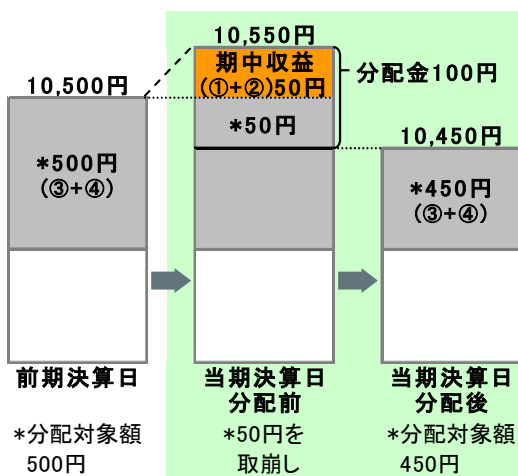 10,550円
期中収益
(①+②)50円
分配金100円
10,500円
*50円
10,450円
*500円
(③+④)
*450円
(③+④)
前期決算日
当期決算日
分配前
当期決算日
分配後
*分配対象額
500円
*50円を
取崩し
*分配対象額
450円